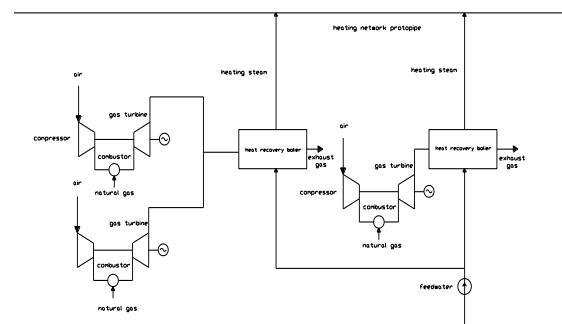 heating network protopipe
heating steam
heating steam
air
gas turbine
compressor
combustor
natural gas
heat recovery boiler
exhaust
gas
air
gas turbine
combustor
natural gas
air
gas turbine
compressor
combustor
natural gas
heat recovery boiler
exhaust
gas
feedwater